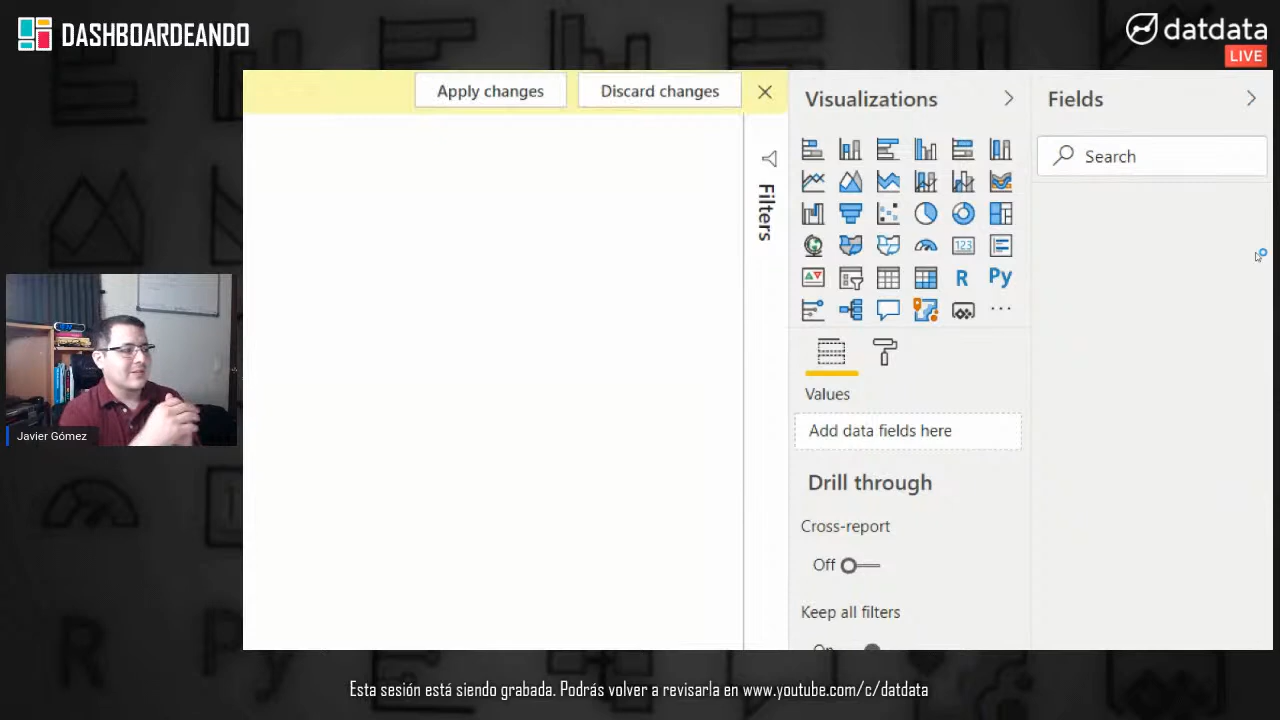 DASHBOARDEANDO
datdata
LIVE
Apply changes
Discard changes
Visualizations
Fields
Search
Filters
123
R
Py
Values
Add data fields here
Drill through
Cross-report
Off
Keep all filters
On
Javier Gómez
Esta sesión está siendo grabada. Podrás volver a revisarla en www.youtube.com/c/datdata